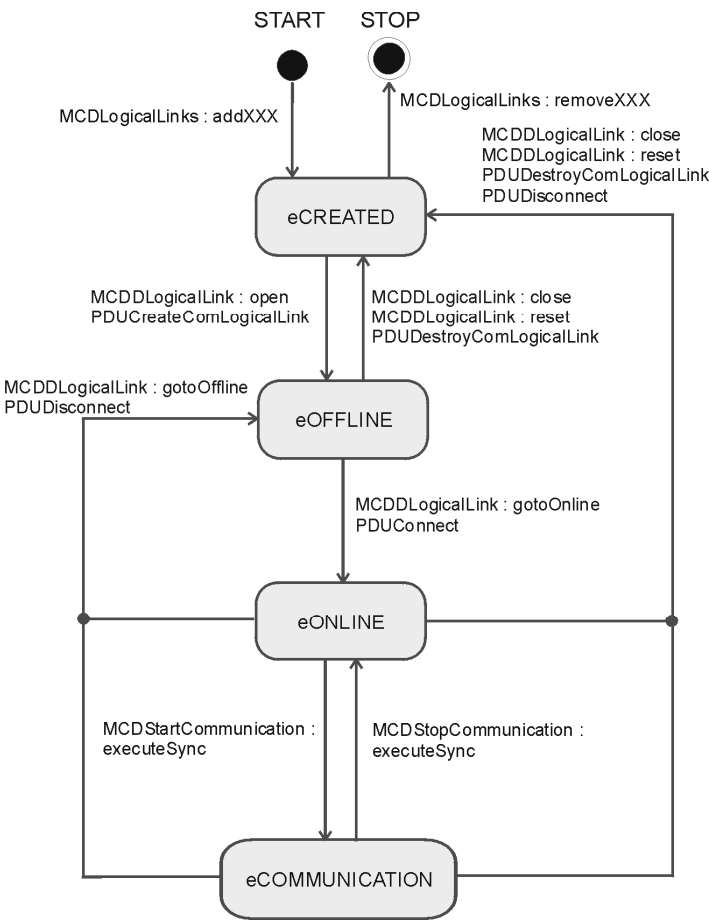 START
STOP
MCDLogicalLinks : addXXX
MCDLogicalLinks : removeXXX
MCDDLogicalLink : close
MCDDLogicalLink : reset
PDUDestroyComLogicalLink
PDUDisconnect
eCREATED
MCDDLogicalLink : open
PDUCreateComLogicalLink
MCDDLogicalLink : close
MCDDLogicalLink : reset
PDUDestroyComLogicalLink
MCDDLogicalLink : gotoOffline
PDUDisconnect
eOFFLINE
MCDDLogicalLink : gotoOnline
PDUConnect
eONLINE
MCDStartCommunication :
executeSync
MCDStopCommunication :
executeSync
eCOMMUNICATION